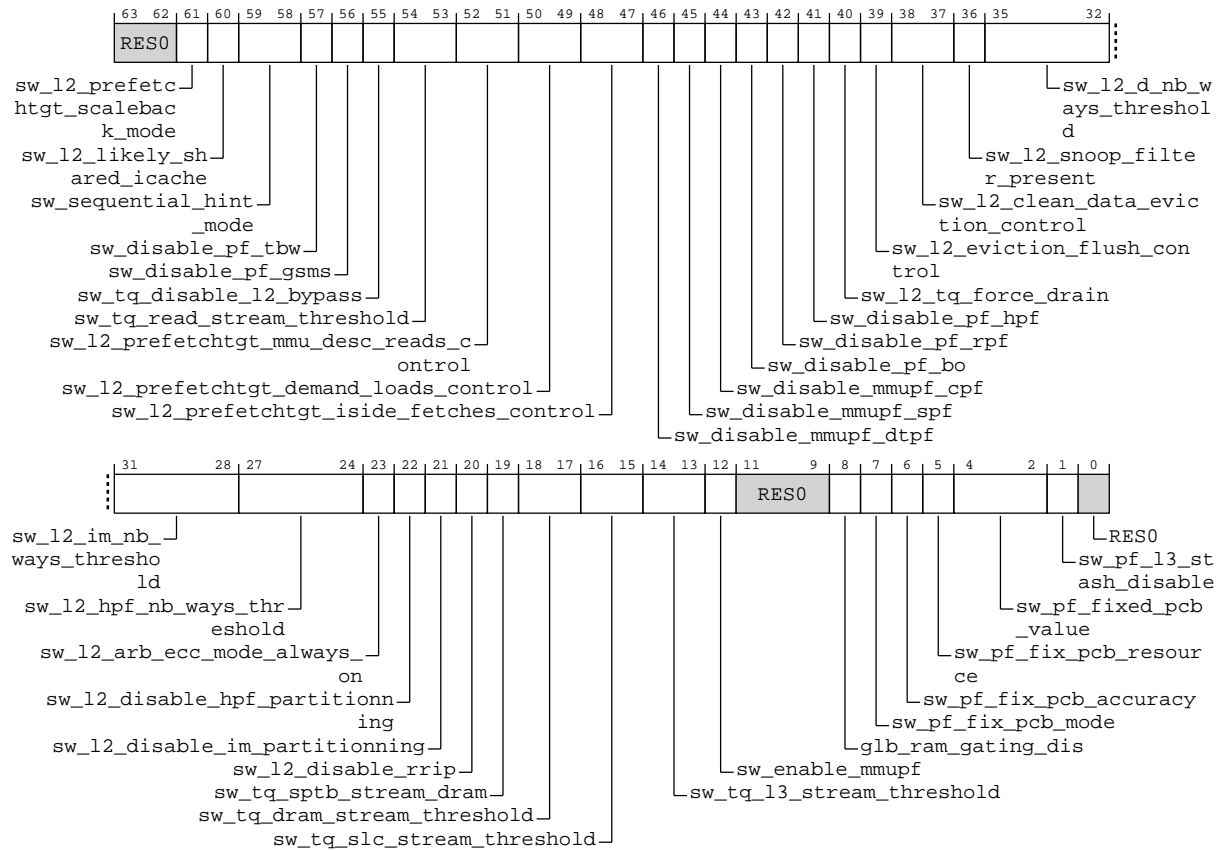 63 62 61 60 59 58 57 56 55 54 53 52 51 50 49 48 47 46 45 44 43 42 41 40 39 38 37 36 35 32
RES0
sw_l2_prefetc
htgt_scalebac
k_mode
sw_l2_likely_sh
ared_icache
sw_sequential_hint
_mode
sw_disable_pf_tbw
sw_disable_pf_gsms
sw_tq_disable_l2_bypass
sw_tq_read_stream_threshold
sw_l2_prefetchtgt_mmu_desc_reads_c
ontrol
sw_l2_prefetchtgt_demand_loads_control
sw_l2_prefetchtgt_iside_fetches_control
sw_l2_d_nb_w
ays_threshol
d
sw_l2_snoop_filte
r_present
sw_l2_clean_data_evic
tion_control
sw_l2_eviction_flush_con
trol
sw_l2_tq_force_drain
sw_disable_pf_hpf
sw_disable_pf_rpf
sw_disable_pf_bo
sw_disable_mmupf_cpf
sw_disable_mmupf_spf
sw_disable_mmupf_dtpf
31 28 27 24 23 22 21 20 19 18 17 16 15 14 13 12 11 9 8 7 6 5 4 2 1 0
RES0
sw_l2_im_nb_
ways_thresho
ld
sw_l2_hpf_nb_ways_thr
eshold
sw_l2_arb_ecc_mode_always_
on
sw_l2_disable_hpf_partitionn
ing
sw_l2_disable_im_partitionning
sw_l2_disable_rrip
sw_tq_sptb_stream_dram
sw_tq_dram_stream_threshold
sw_tq_slc_stream_threshold
RES0
sw_pf_l3_st
ash_disable
sw_pf_fixed_pcb
_value
sw_pf_fix_pcb_resour
ce
sw_pf_fix_pcb_accuracy
sw_pf_fix_pcb_mode
glb_ram_gating_dis
sw_enable_mmupf
sw_tq_l3_stream_threshold